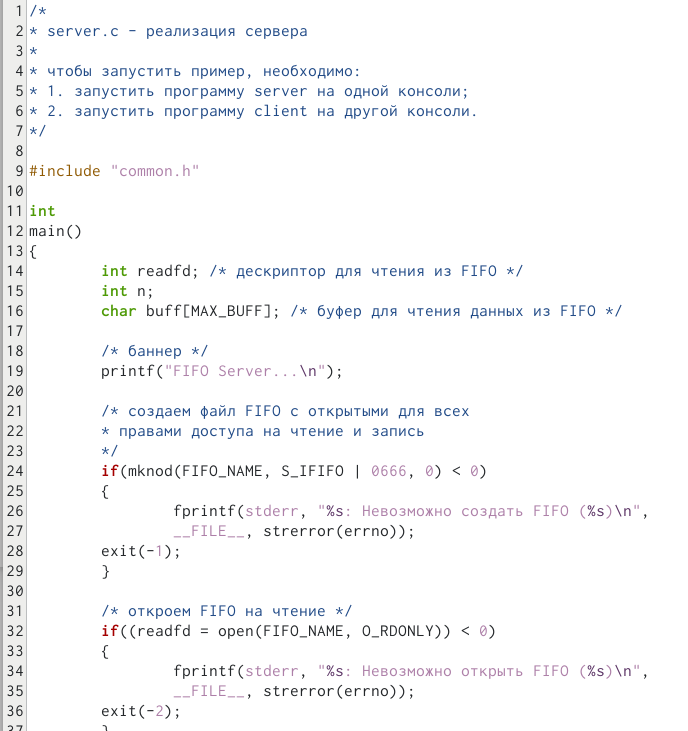 1 /*
2 * server.c - реализация сервера
3 *
4 * чтобы запустить пример, необходимо:
5 * 1. запустить программу server на одной консоли;
6 * 2. запустить программу client на другой консоли.
7 */
8
9 #include "common.h"
10
11 int
12 main()
13 {
14         int readfd; /* дескриптор для чтения из FIFO */
15         int n;
16         char buff[MAX_BUFF]; /* буфер для чтения данных из FIFO */
17
18         /* баннер */
19         printf("FIFO Server...\n");
20
21         /* создаем файл FIFO с открытыми для всех
22         * правами доступа на чтение и запись
23         */
24         if(mknod(FIFO_NAME, S_IFIFO | 0666, 0) < 0)
25         {
26                 fprintf(stderr, "%s: Невозможно создать FIFO (%s)\n",
27                 __FILE__, strerror(errno));
28         exit(-1);
29         }
30
31         /* откроем FIFO на чтение */
32         if((readfd = open(FIFO_NAME, O_RDONLY)) < 0)
33         {
34                 fprintf(stderr, "%s: Невозможно открыть FIFO (%s)\n",
35                 __FILE__, strerror(errno));
36         exit(-2);
37         }